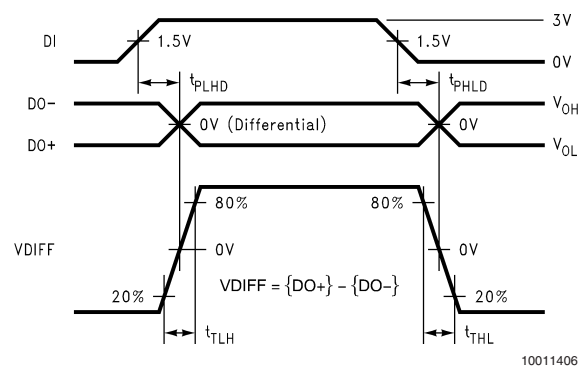 3V
DI
1.5V
1.5V
0V
tPLHD
tPHLD
DO-
VOH
0V (Differential)
0V
DO+
VOL
80%
80%
VDIFF
0V
0V
VDIFF = {DO+} – {DO-}
20%
20%
tTLH
tTHL
10011406